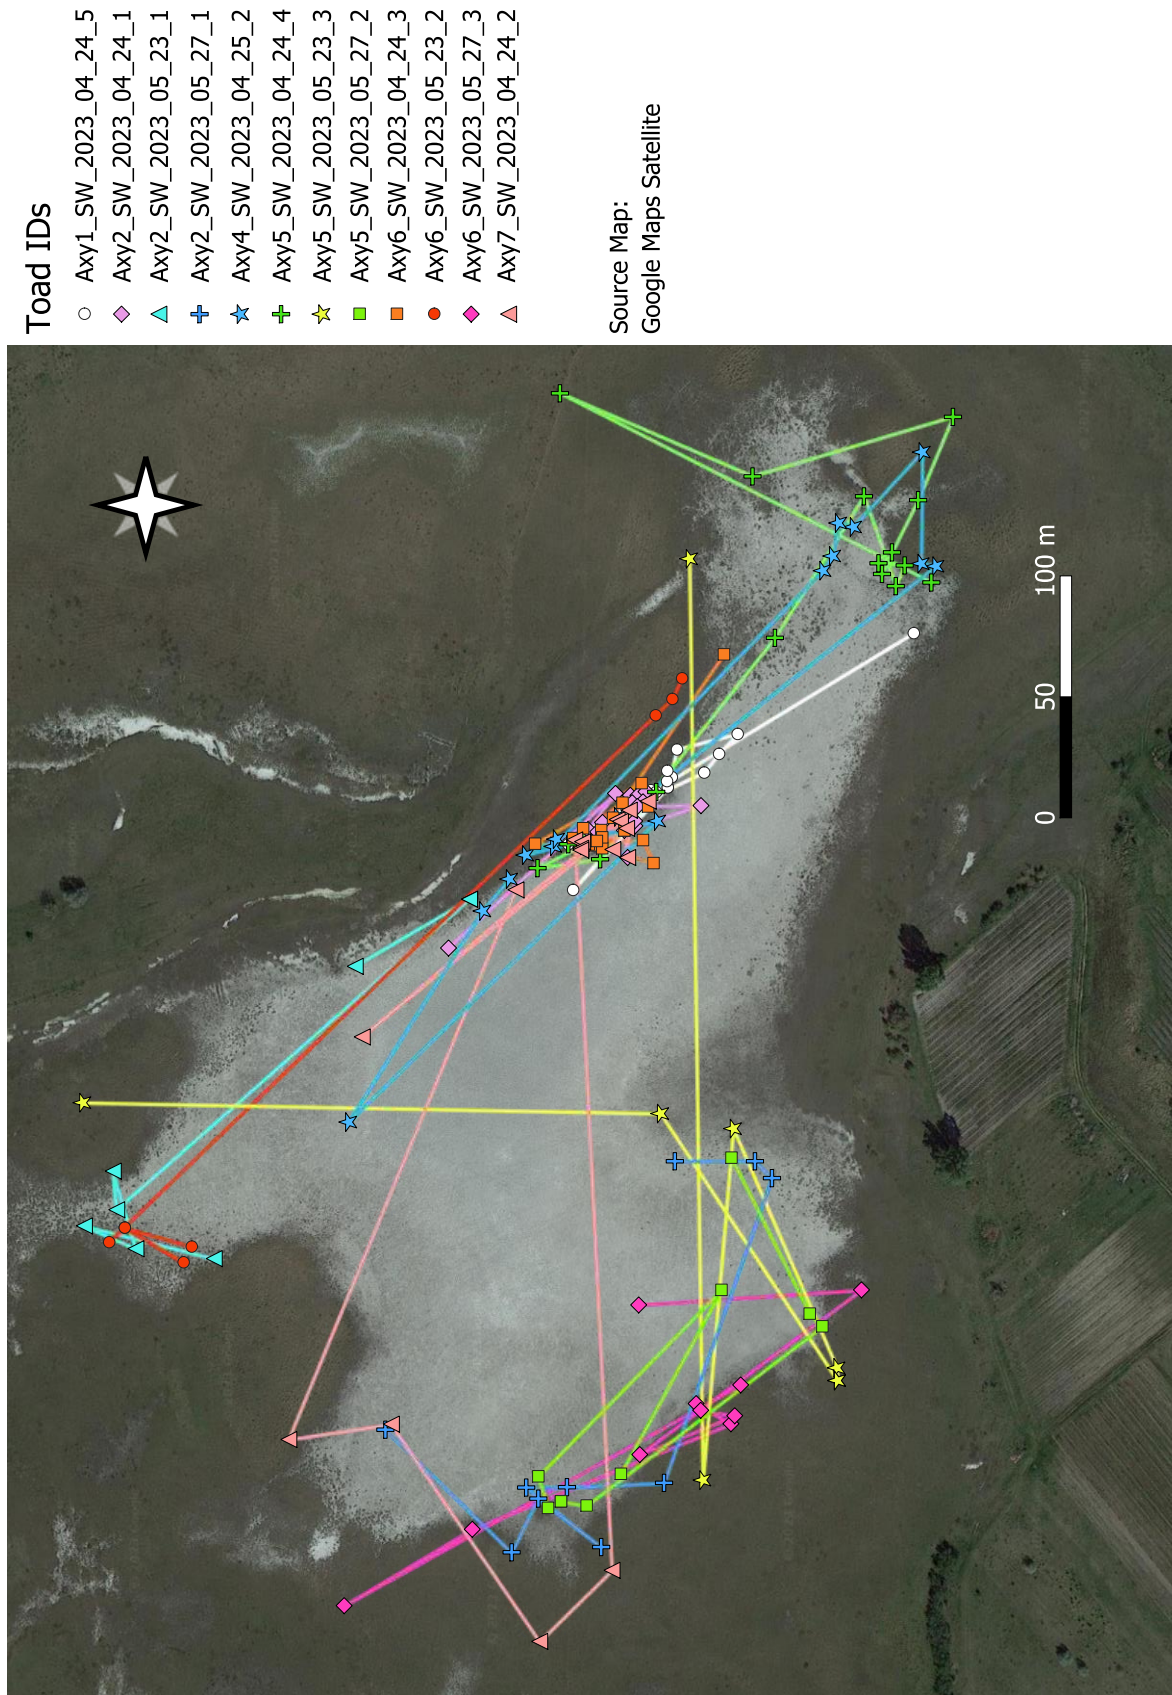 Toad IDs
Axy1_SW_2023_04_24_5
Axy2_SW_2023_04_24_1
Axy2_SW_2023_05_23_1
Axy2_SW_2023_05_27_1
Axy4_SW_2023_04_25_2
Axy5_SW_2023_04_24_4
Axy5_SW_2023_05_23_3
Axy5_SW_2023_05_27_2
Axy6_SW_2023_04_24_3
Axy6_SW_2023_05_23_2
Axy6_SW_2023_05_27_3
Axy7_SW_2023_04_24_2
Source Map:
Google Maps Satellite
0 50 100 m